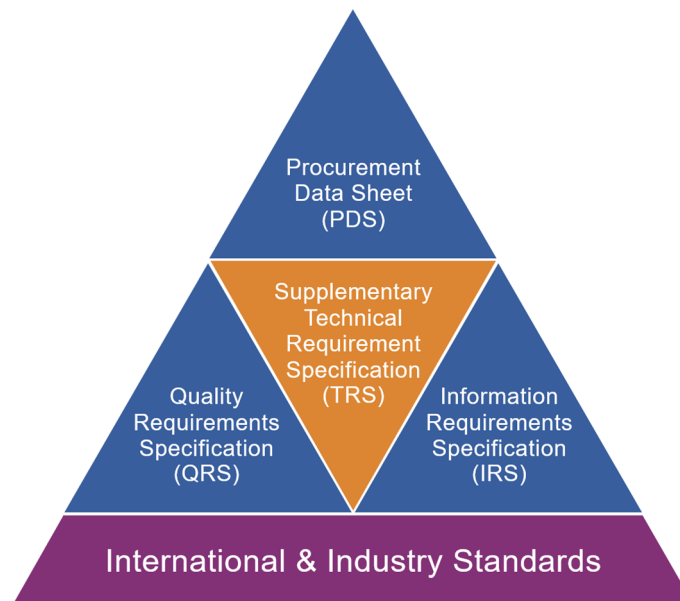 Procurement
Data Sheet
(PDS)
Supplementary
Technical
Requirement
Specification
(TRS)
Quality
Requirements
Specification
(QRS)
Information
Requirements
Specification
(IRS)
International & Industry Standards